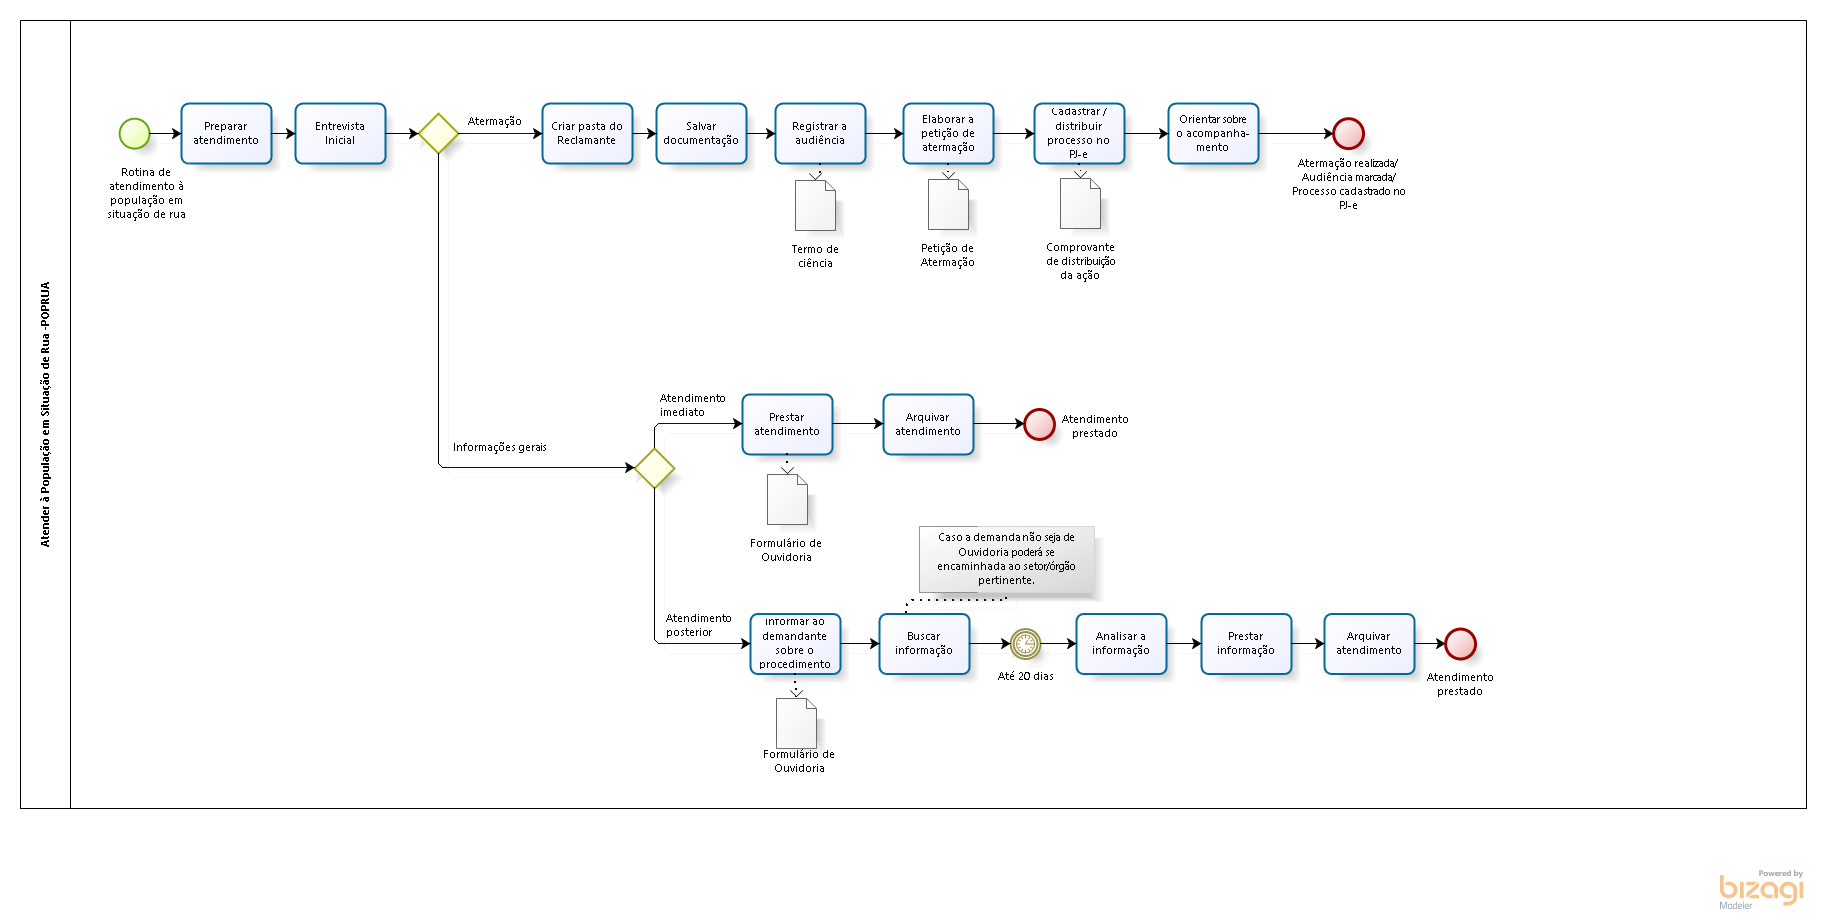 Atender à População em Situação de Rua -POPRUA
Rotina de
atendimento à
população em
situação de rua
Preparar
atendimento
Entrevista
Inicial
Atermação
Criar pasta do
Reclamante
Salvar
documentação
Registrar a
audiência
Termo de
ciência
Elaborar a
petição de
atermação
Petição de
Atermação
Cadastrar /
distribuir
processo no
PJ-e
Comprovante
de distribuição
da ação
Orientar sobre
o acompanha-
mento
Atermação realizada/
Audiência marcada/
Processo cadastrado no
PJ-e
Informações gerais
Atendimento
imediato
Prestar
atendimento
Formulário de
Ouvidoria
Arquivar
atendimento
Atendimento
prestado
Atendimento
posterior
Informar ao
demandante
sobre o
procedimento
Formulário de
Ouvidoria
Caso a demanda não seja de
Ouvidoria poderá se
encaminhada ao setor/órgão
pertinente.
Buscar
informação
Até 20 dias
Analisar a
informação
Prestar
informação
Arquivar
atendimento
Atendimento
prestado
Powered by
bizagi
Modeler